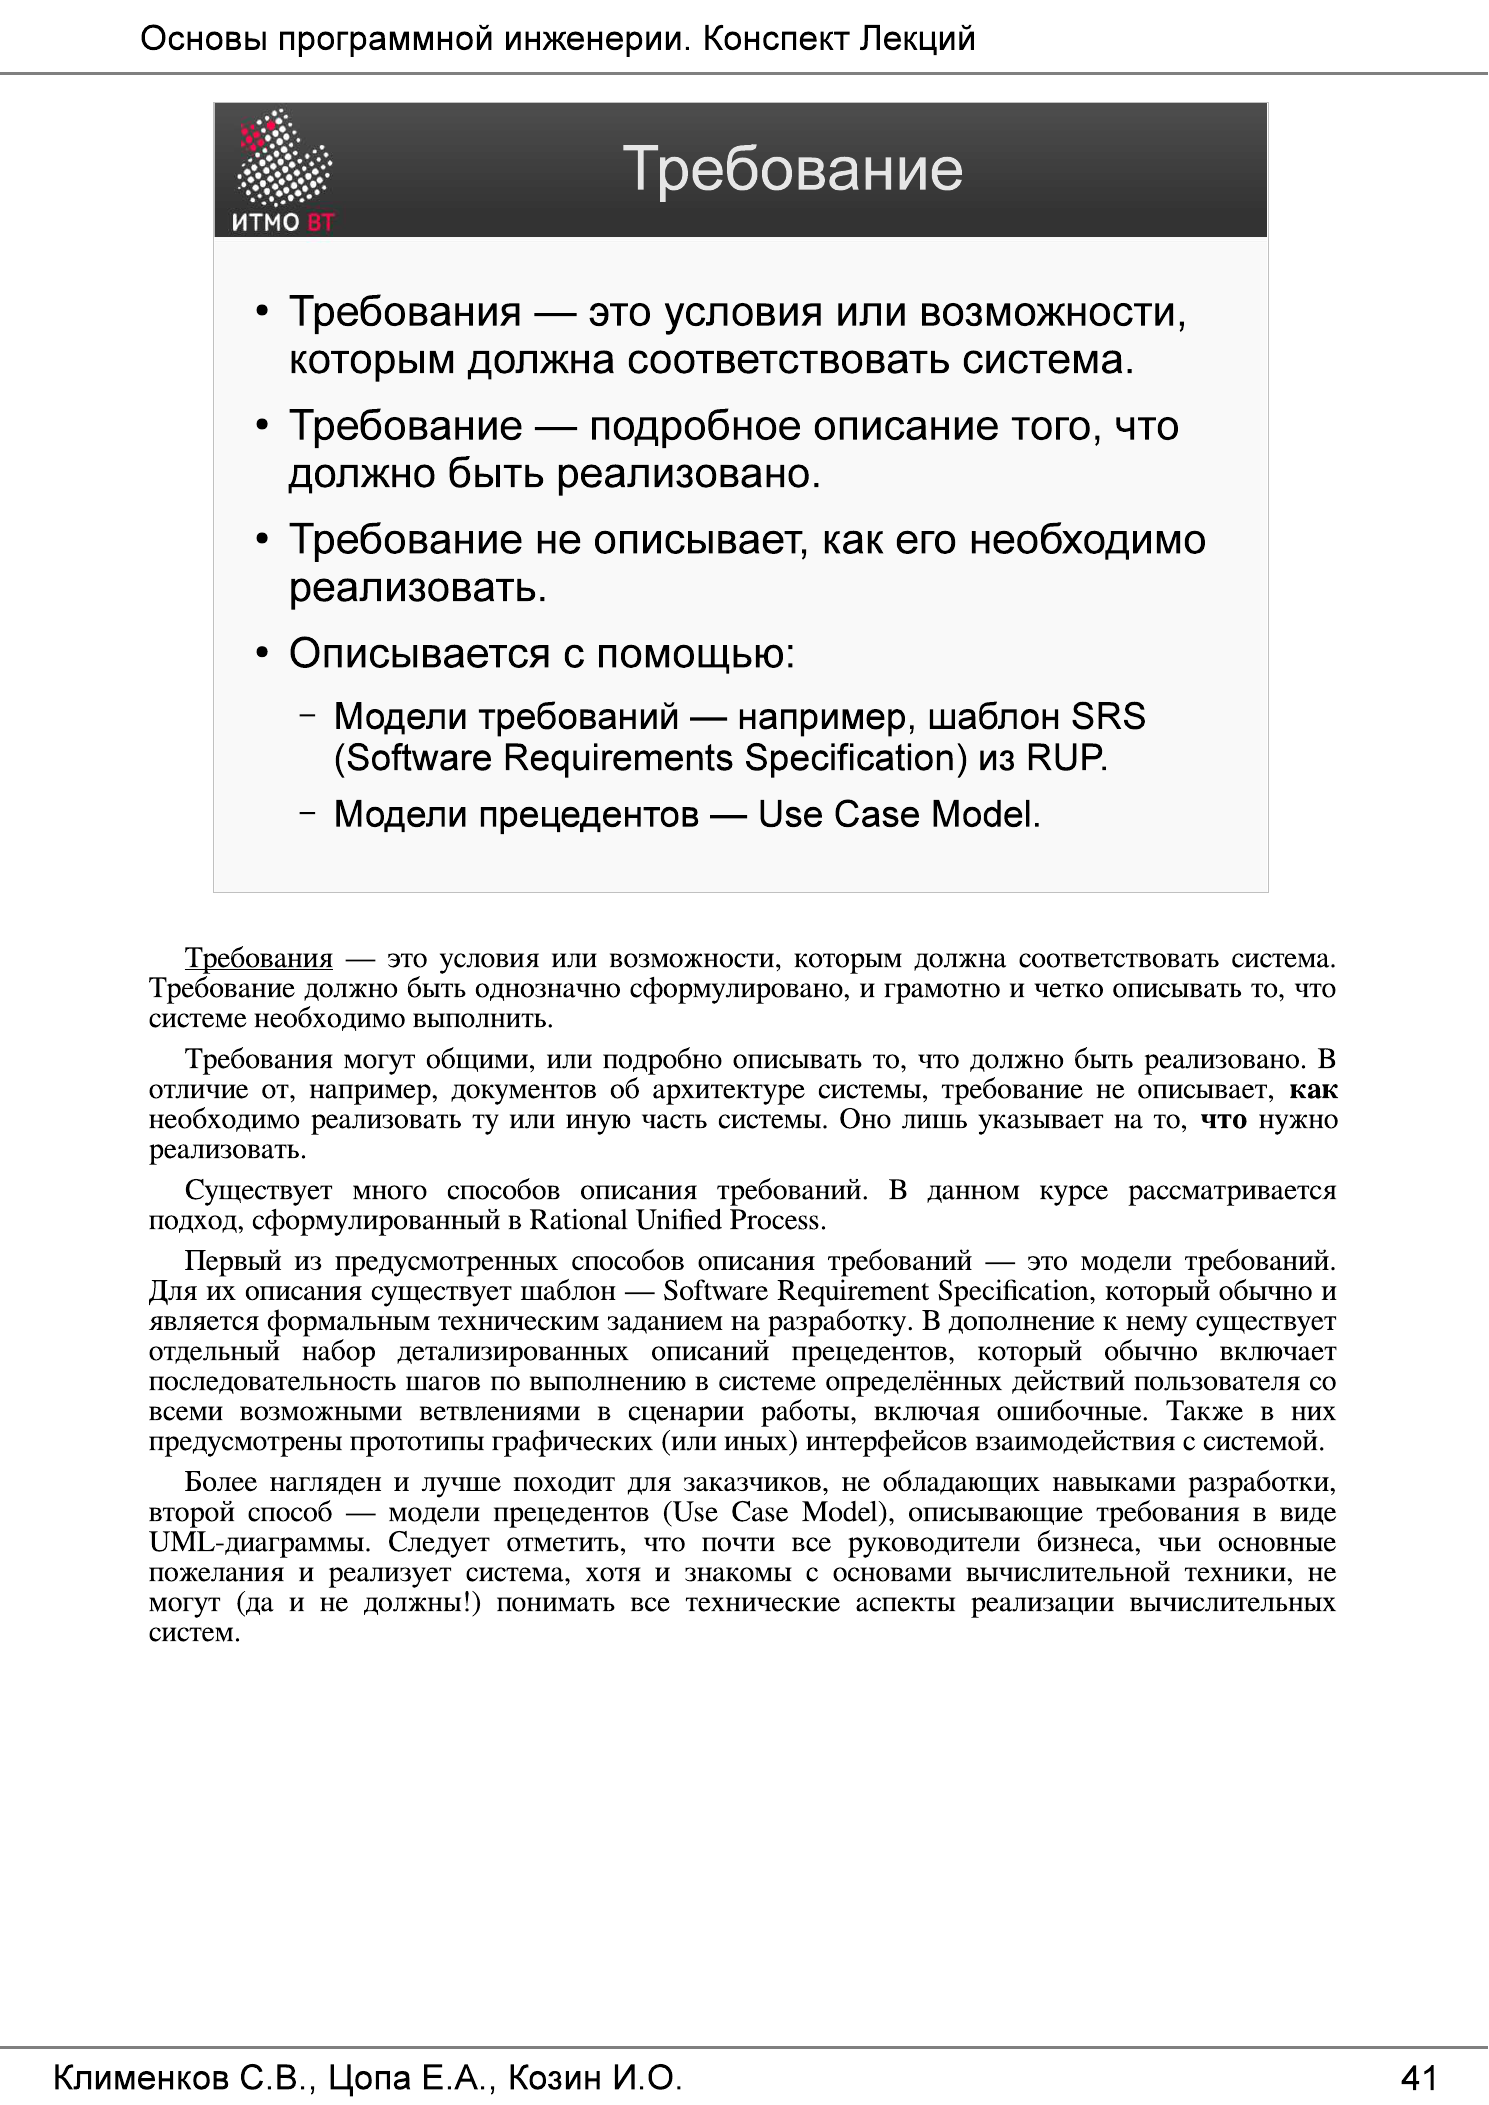 Основы программной инженерии. Конспект Лекций
ИТМО ВТ
Требование
• Требования — это условия или возможности,
которым должна соответствовать система.
• Требование — подробное описание того, что
должно быть реализовано.
• Требование не описывает, как его необходимо
реализовать.
• Описывается с помощью:
– Модели требований — например, шаблон SRS
(Software Requirements Specification) из RUP.
– Модели прецедентов — Use Case Model.
Требования — это условия или возможности, которым должна соответствовать система.
Требование должно быть однозначно сформулировано, и грамотно и четко описывать то, что
системе необходимо выполнить.
Требования могут общими, или подробно описывать то, что должно быть реализовано. В
отличие от, например, документов об архитектуре системы, требование не описывает, как
необходимо реализовать ту или иную часть системы. Оно лишь указывает на то, что нужно
реализовать.
Существует много способов описания требований. В данном курсе рассматривается
подход, сформулированный в Rational Unified Process.
Первый из предусмотренных способов описания требований — это модели требований.
Для их описания существует шаблон — Software Requirement Specification, который обычно и
является формальным техническим заданием на разработку. В дополнение к нему существует
отдельный набор детализированных описаний прецедентов, который обычно включает
последовательность шагов по выполнению в системе определённых действий пользователя со
всеми возможными ветвлениями в сценарии работы, включая ошибочные. Также в них
предусмотрены прототипы графических (или иных) интерфейсов взаимодействия с системой.
Более нагляден и лучше походит для заказчиков, не обладающих навыками разработки,
второй способ — модели прецедентов (Use Case Model), описывающие требования в виде
UML-диаграммы. Следует отметить, что почти все руководители бизнеса, чьи основные
пожелания и реализует система, хотя и знакомы с основами вычислительной техники, не
могут (да и не должны!) понимать все технические аспекты реализации вычислительных
систем.
Клименков С.В., Цопа Е.А., Козин И.О.
41